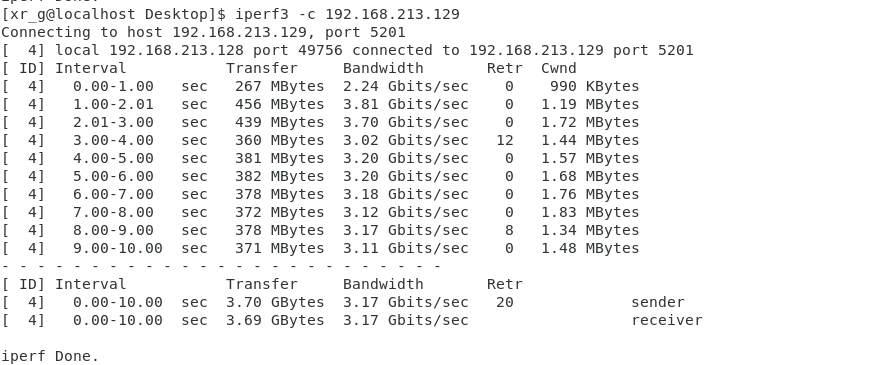 iperf Done.
[xr_g@localhost Desktop]$ iperf3 -c 192.168.213.129
Connecting to host 192.168.213.129, port 5201
[  4] local 192.168.213.128 port 49756 connected to 192.168.213.129 port 5201
[ ID] Interval           Transfer     Bandwidth       Retr  Cwnd
[  4]   0.00-1.00   sec   267 MBytes  2.24 Gbits/sec    0    990 KBytes
[  4]   1.00-2.01   sec   456 MBytes  3.81 Gbits/sec    0   1.19 MBytes
[  4]   2.01-3.00   sec   439 MBytes  3.70 Gbits/sec    0   1.72 MBytes
[  4]   3.00-4.00   sec   360 MBytes  3.02 Gbits/sec   12   1.44 MBytes
[  4]   4.00-5.00   sec   381 MBytes  3.20 Gbits/sec    0   1.57 MBytes
[  4]   5.00-6.00   sec   382 MBytes  3.20 Gbits/sec    0   1.68 MBytes
[  4]   6.00-7.00   sec   378 MBytes  3.18 Gbits/sec    0   1.76 MBytes
[  4]   7.00-8.00   sec   372 MBytes  3.12 Gbits/sec    0   1.83 MBytes
[  4]   8.00-9.00   sec   378 MBytes  3.17 Gbits/sec    8   1.34 MBytes
[  4]   9.00-10.00  sec   371 MBytes  3.11 Gbits/sec    0   1.48 MBytes
- - - - - - - - - - - - - - - - - - - - - - - - -
[ ID] Interval           Transfer     Bandwidth       Retr
[  4]   0.00-10.00  sec  3.70 GBytes  3.17 Gbits/sec   20             sender
[  4]   0.00-10.00  sec  3.69 GBytes  3.17 Gbits/sec                  receiver
iperf Done.